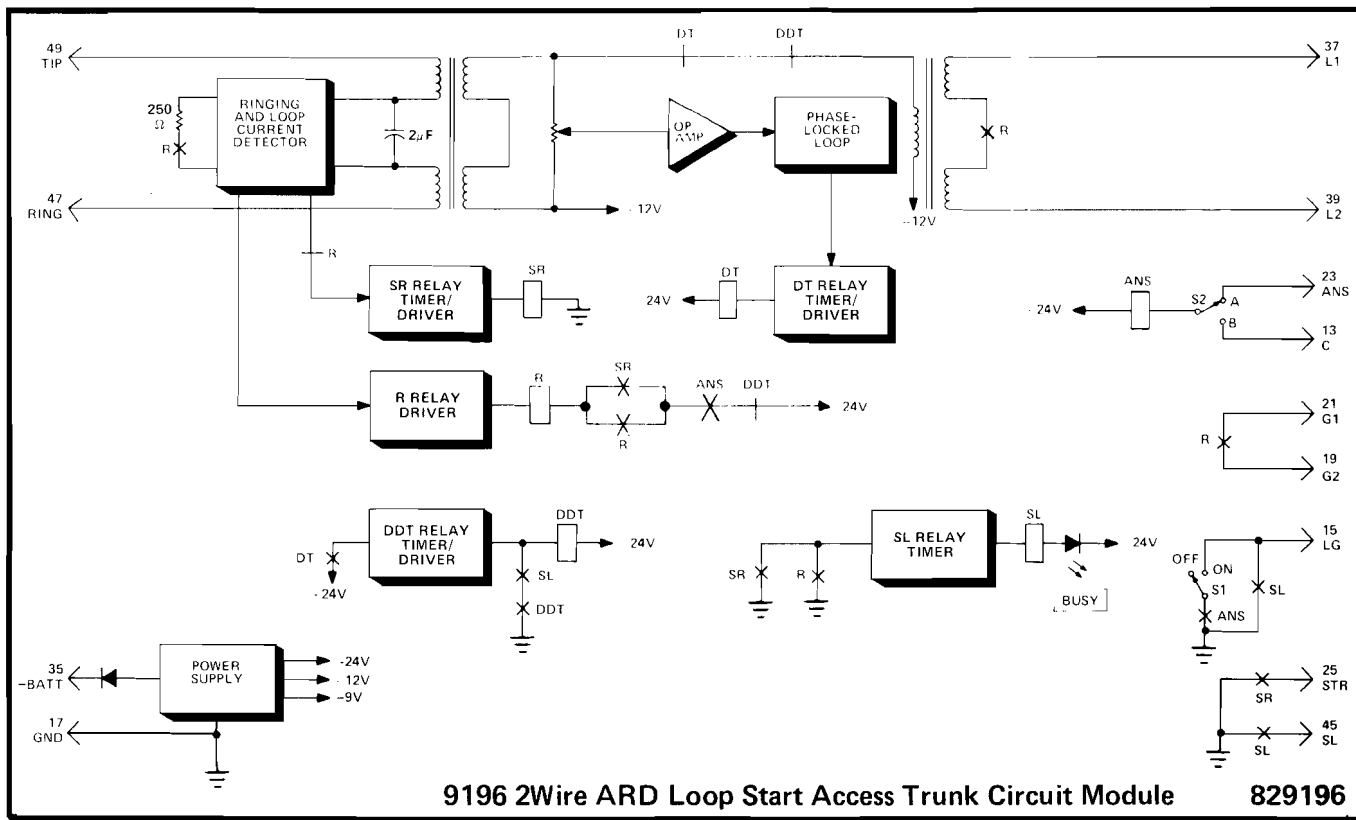 49
TIP
DT
DDT
37
L1
RINGING
AND LOOP
CURRENT
DETECTOR
250
Ω
R
2µF
OP
AMP
PHASE-
LOCKED
LOOP
R
47
RING
- 12V
-12V
39
L2
R
SR RELAY
TIMER/
DRIVER
SR
24V
DT
DT RELAY
TIMER/
DRIVER
-24V
ANS
S2
A
B
23
ANS
13
C
R RELAY
DRIVER
R
SR
R
ANS
DDT
24V
R
21
G1
19
G2
DT
-24V
DDT RELAY
TIMER/
DRIVER
DDT
24V
SL
DDT
SR
R
SL RELAY
TIMER
SL
24V
BUSY
OFF
ON
S1
ANS
SL
15
LG
35
-BATT
17
GND
POWER
SUPPLY
-24V
- 12V
-9V
SR
25
STR
SL
45
SL
9196 2Wire ARD Loop Start Access Trunk Circuit Module 829196